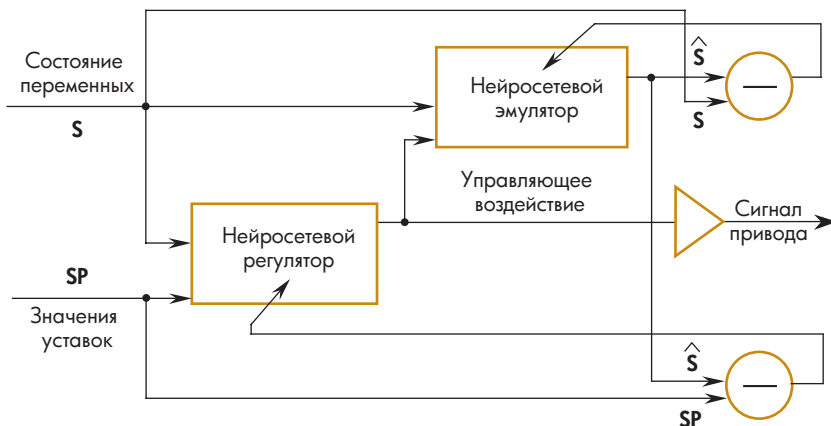 Состояние
переменных
S
Нейросетевой
эмулятор
Ŝ
—
S
Управляющее
воздействие
Сигнал
привода
Нейросетевой
регулятор
SP
Значения
уставок
Ŝ
—
SP